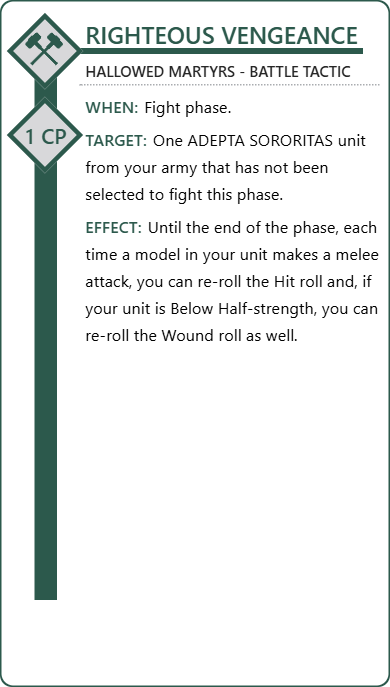 RIGHTEOUS VENGEANCE
HALLOWED MARTYRS - BATTLE TACTIC
1 CP
WHEN: Fight phase.
TARGET: One ADEPTA SORORITAS unit
from your army that has not been
selected to fight this phase.
EFFECT: Until the end of the phase, each
time a model in your unit makes a melee
attack, you can re-roll the Hit roll and, if
your unit is Below Half-strength, you can
re-roll the Wound roll as well.